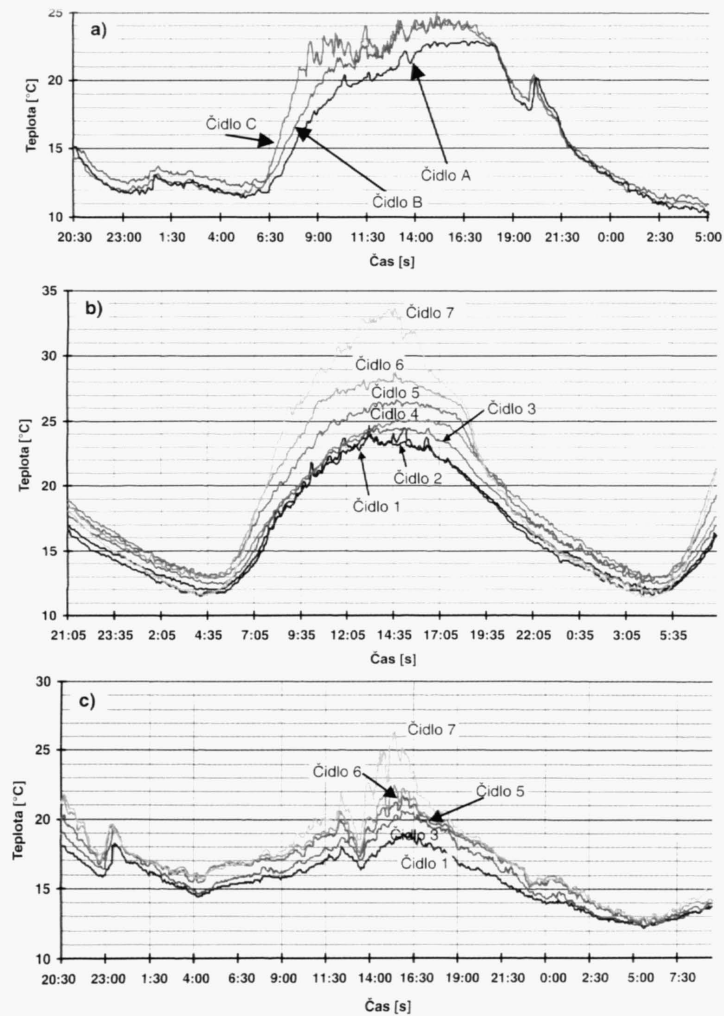 a)
Teplota [°C]
25
20
15
10
Čidlo C
Čidlo A
Čidlo B
20:30 23:00 1:30 4:00 6:30 9:00 11:30 14:00 16:30 19:00 21:30 0:00 2:30 5:00
Čas [s]
b)
Teplota [°C]
35
30
25
20
15
10
Čidlo 7
Čidlo 6
Čidlo 5
Čidlo 4
Čidlo 3
Čidlo 2
Čidlo 1
21:05 23:35 2:05 4:35 7:05 9:35 12:05 14:35 17:05 19:35 22:05 0:35 3:05 5:35
Čas [s]
c)
Teplota [°C]
30
25
20
15
10
Čidlo 7
Čidlo 6
Čidlo 5
Čidlo 3
Čidlo 1
20:30 23:00 1:30 4:00 6:30 9:00 11:30 14:00 16:30 19:00 21:30 0:00 2:30 5:00 7:30
Čas [s]